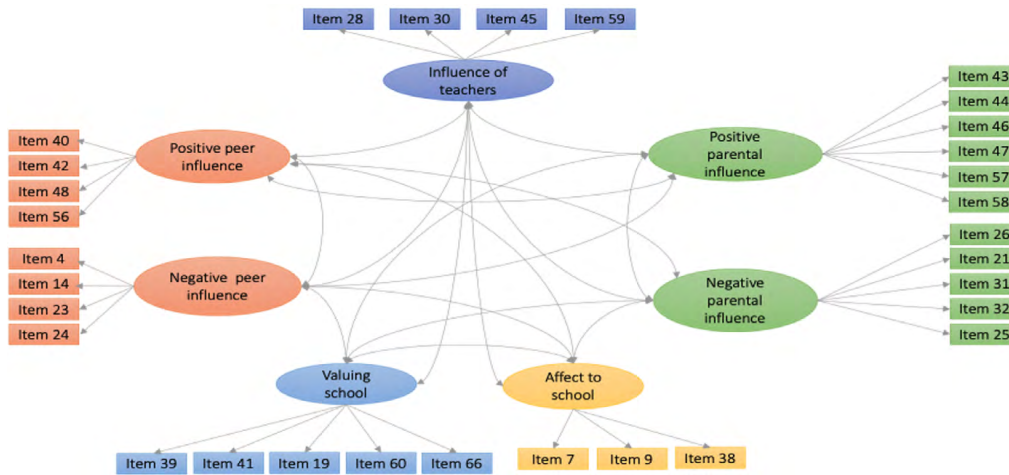 Item 28
Item 30
Item 45
Item 59
Influence of
teachers
Item 40
Item 42
Item 48
Item 56
Positive peer
influence
Positive
parental
influence
Item 43
Item 44
Item 46
Item 47
Item 57
Item 58
Item 4
Item 14
Item 23
Item 24
Negative peer
influence
Negative
parental
influence
Item 26
Item 21
Item 31
Item 32
Item 25
Valuing
school
Affect to
school
Item 39
Item 41
Item 19
Item 60
Item 66
Item 7
Item 9
Item 38